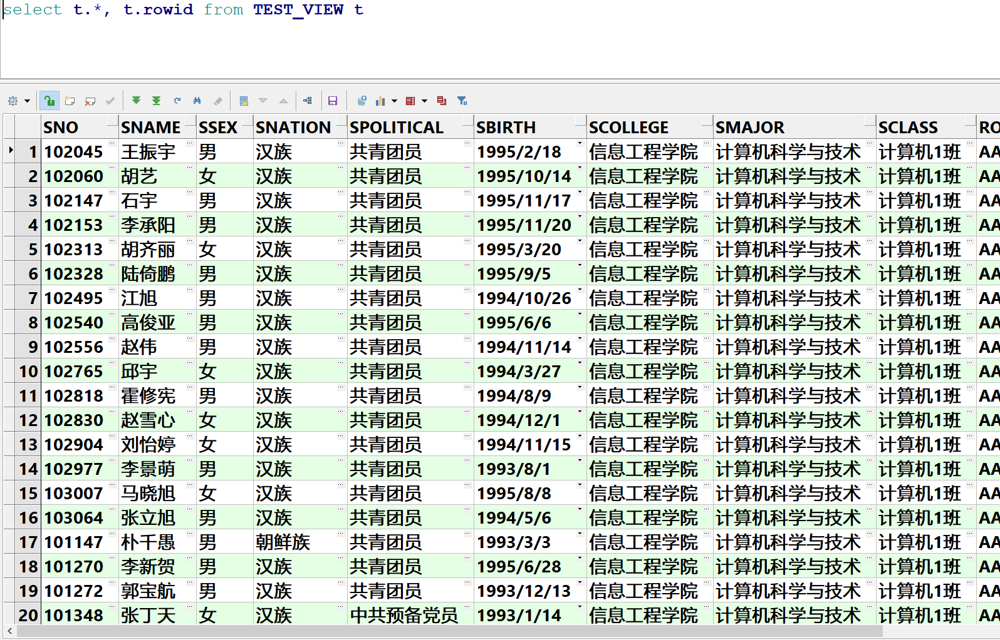 select t.*, t.rowid from TEST_VIEW t
SNO SNAME SSEX SNATION SPOLITICAL SBIRTH SCOLLEGE SMAJOR SCLASS RO
1 102045 王振宇 男 汉族 共青团员 1995/2/18 信息工程学院 计算机科学与技术 计算机1班 AA
2 102060 胡艺 女 汉族 共青团员 1995/10/14 信息工程学院 计算机科学与技术 计算机1班 AA
3 102147 石宇 男 汉族 共青团员 1995/11/17 信息工程学院 计算机科学与技术 计算机1班 AA
4 102153 李承阳 男 汉族 共青团员 1995/11/20 信息工程学院 计算机科学与技术 计算机1班 AA
5 102313 胡齐丽 女 汉族 共青团员 1995/3/20 信息工程学院 计算机科学与技术 计算机1班 AA
6 102328 陆倚鹏 男 汉族 共青团员 1995/9/5 信息工程学院 计算机科学与技术 计算机1班 AA
7 102495 江旭 男 汉族 共青团员 1994/10/26 信息工程学院 计算机科学与技术 计算机1班 AA
8 102540 高俊亚 男 汉族 共青团员 1995/6/6 信息工程学院 计算机科学与技术 计算机1班 AA
9 102556 赵伟 男 汉族 共青团员 1994/11/14 信息工程学院 计算机科学与技术 计算机1班 AA
10 102765 邱宇 女 汉族 共青团员 1994/3/27 信息工程学院 计算机科学与技术 计算机1班 AA
11 102818 霍修宪 男 汉族 共青团员 1994/8/9 信息工程学院 计算机科学与技术 计算机1班 AA
12 102830 赵雪心 女 汉族 共青团员 1994/12/1 信息工程学院 计算机科学与技术 计算机1班 AA
13 102904 刘怡婷 女 汉族 共青团员 1994/11/15 信息工程学院 计算机科学与技术 计算机1班 AA
14 102977 李景萌 男 汉族 共青团员 1993/8/1 信息工程学院 计算机科学与技术 计算机1班 AA
15 103007 马晓旭 女 汉族 共青团员 1995/8/8 信息工程学院 计算机科学与技术 计算机1班 AA
16 103064 张立旭 男 汉族 共青团员 1994/5/6 信息工程学院 计算机科学与技术 计算机1班 AA
17 101147 朴千愚 男 朝鲜族 共青团员 1993/3/3 信息工程学院 计算机科学与技术 计算机1班 AA
18 101270 李新贺 男 汉族 共青团员 1995/6/28 信息工程学院 计算机科学与技术 计算机1班 AA
19 101272 郭宝航 男 汉族 共青团员 1993/12/13 信息工程学院 计算机科学与技术 计算机1班 AA
20 101348 张丁天 女 汉族 中共预备党员 1993/1/14 信息工程学院 计算机科学与技术 计算机1班 AA